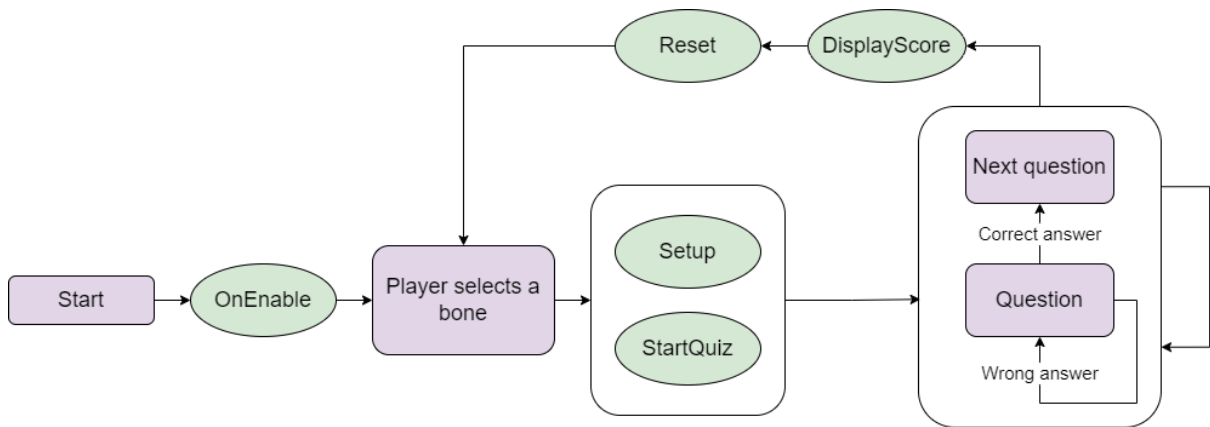 Reset
DisplayScore
Next question
Correct answer
Setup
Start
OnEnable
Player selects a
bone
Question
StartQuiz
Wrong answer